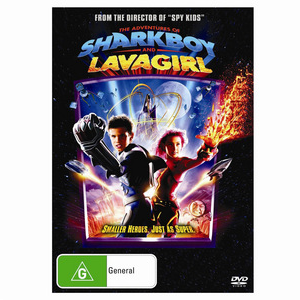 FROM THE DIRECTOR OF "SPY KIDS"
THE ADVENTURES OF
SHARKBOY
AND
LAVAGIRL
SMALLER HEROES. JUST AS SUPER.
G
General
DVD
VIDEO